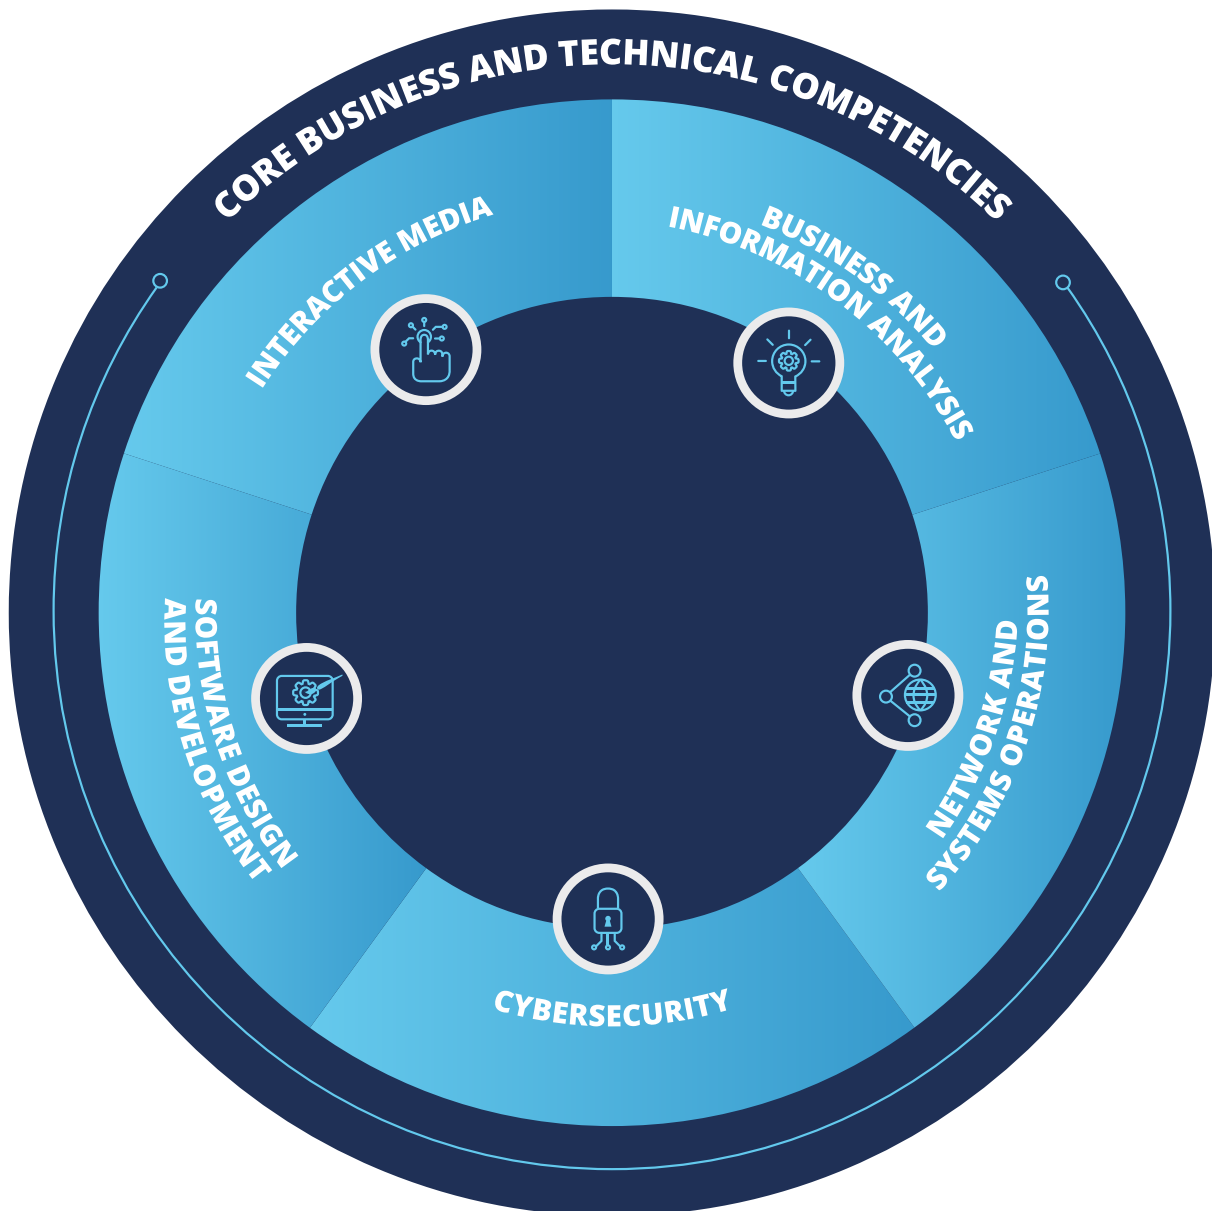 CORE BUSINESS AND TECHNICAL COMPETENCIES
INTERACTIVE MEDIA
BUSINESS AND
INFORMATION ANALYSIS
SOFTWARE DESIGN
AND DEVELOPMENT
NETWORK AND
SYSTEMS OPERATIONS
CYBERSECURITY